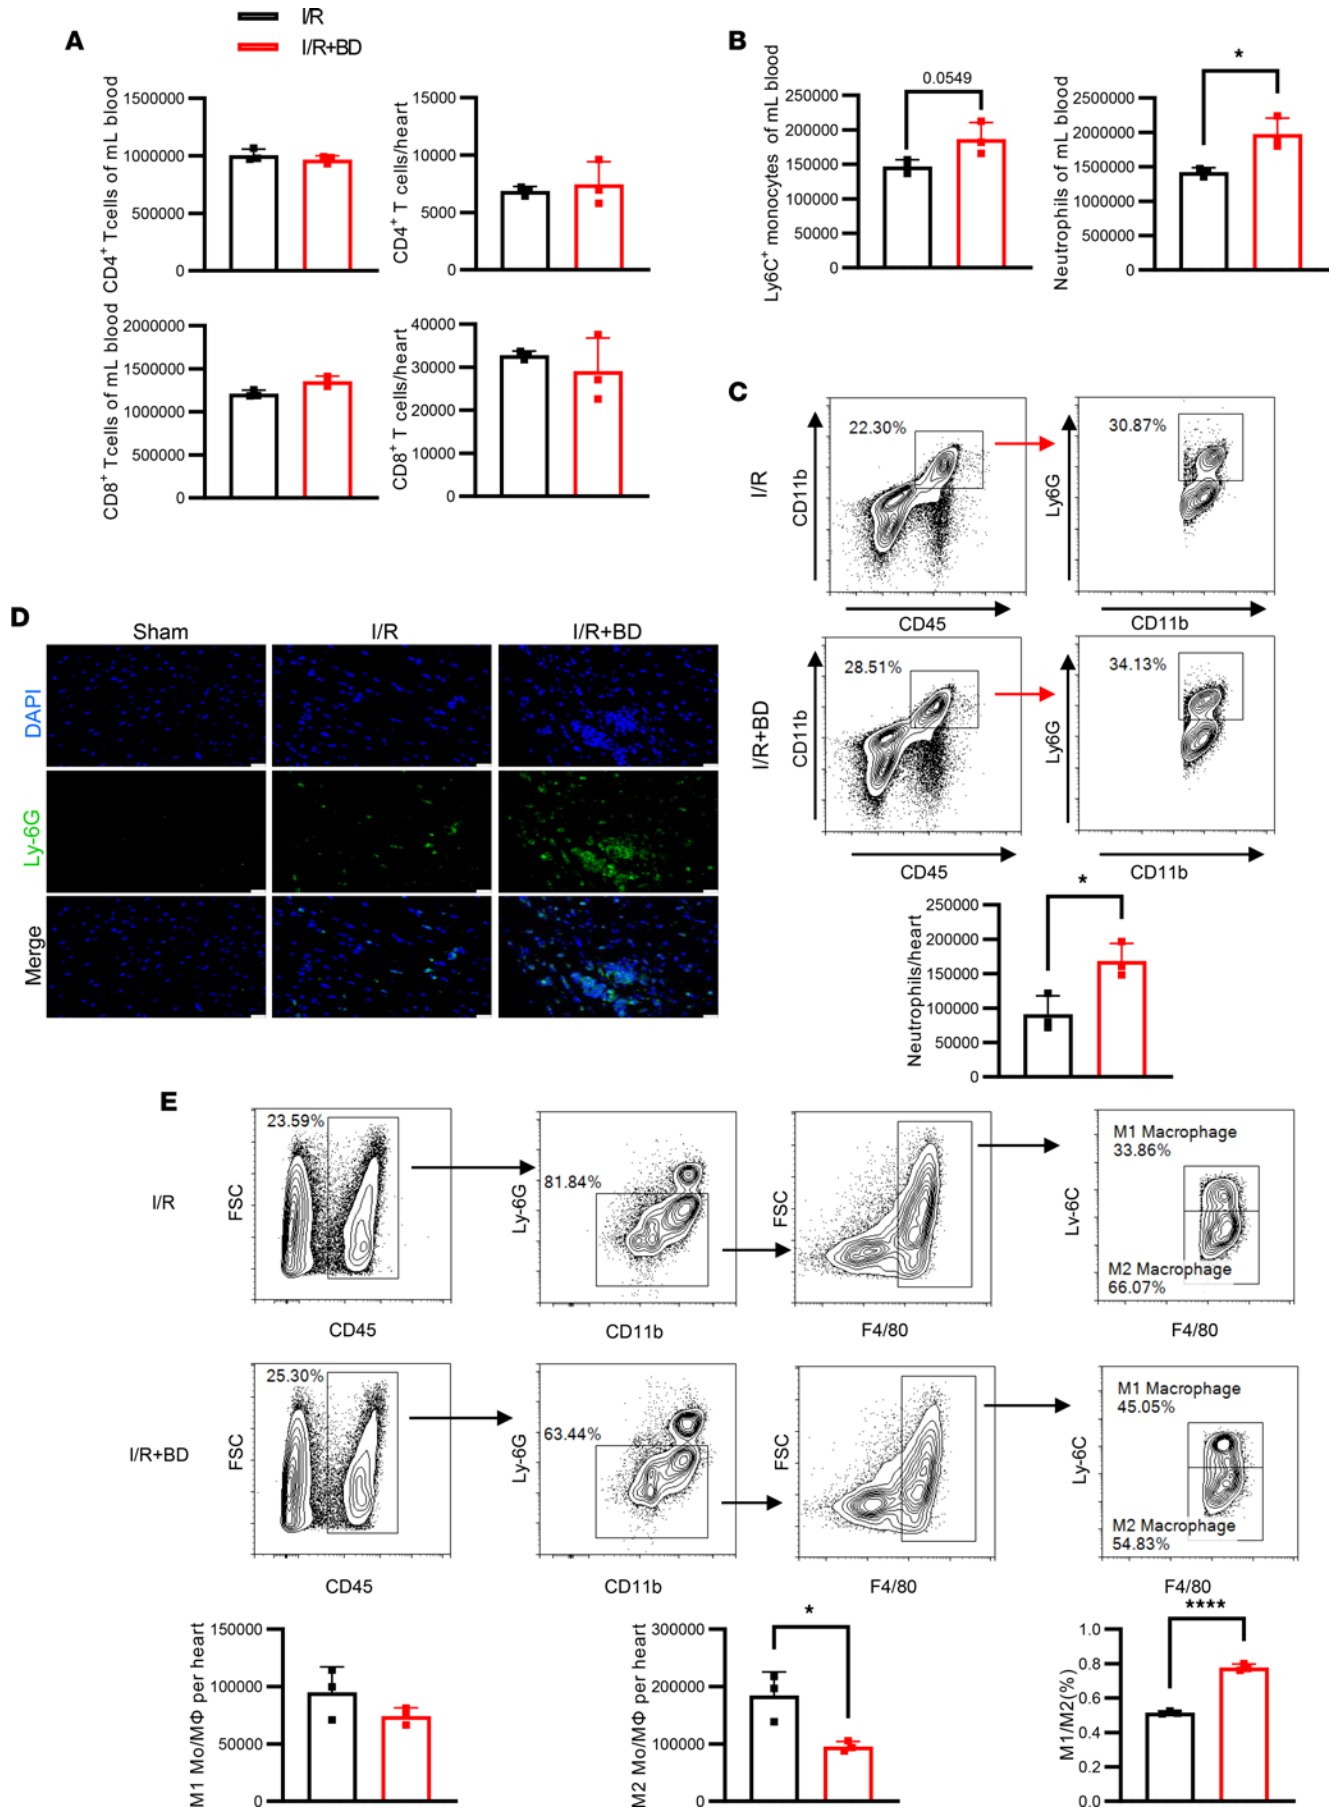 I/R
I/R+BD
A
CD4+ Tcells of mL blood
1500000
1000000
500000
0
CD4+ T cells/heart
15000
10000
5000
0
CD8+ Tcells of mL blood
2000000
1500000
1000000
500000
0
CD8+ T cells/heart
40000
30000
20000
10000
0
B
Ly6C+ monocytes of mL blood
250000
200000
150000
100000
50000
0
0.0549
Neutrophils of mL blood
2500000
2000000
1500000
1000000
500000
0
*
C
I/R
CD11b
22.30%
CD45
Ly6G
30.87%
CD11b
I/R+BD
CD11b
28.51%
CD45
Ly6G
34.13%
CD11b
Neutrophils/heart
250000
200000
150000
100000
50000
0
*
D
Sham
I/R
I/R+BD
DAPI
Ly-6G
Merge
E
I/R
FSC
23.59%
CD45
Ly-6G
81.84%
CD11b
FSC
F4/80
Ly-6C
M1 Macrophage
33.86%
M2 Macrophage
66.07%
F4/80
I/R+BD
FSC
25.30%
CD45
Ly-6G
63.44%
CD11b
FSC
F4/80
Ly-6C
M1 Macrophage
45.05%
M2 Macrophage
54.83%
F4/80
M1 Mo/MΦ per heart
150000
100000
50000
0
M2 Mo/MΦ per heart
300000
200000
100000
0
*
M1/M2(%)
1.0
0.8
0.6
0.4
0.2
0.0
****